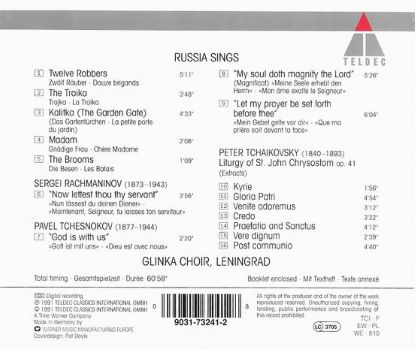 RUSSIA SINGS
TELDEC
1 Twelve Robbers 5'11"
Zwölf Räuber · Douze brigands
2 The Troika 3'48"
Trojka · La Troïka
3 Kalitka (The Garden Gate) 4'33"
(Das Gartentürchen · La petite porte
du jardin)
4 Madam 2'06"
Gnädige Frau · Chère Madame
5 The Brooms 1'09"
Die Besen · Les Balais
SERGEI RACHMANINOV (1873–1943)
6 "Now lettest thou thy servant" 3'56"
»Nun lässest du deinen Diener« ·
»Maintenant, Seigneur, tu laisses ton serviteur«
PAVEL TCHESNOKOV (1877–1944)
7 "God is with us" 2'20"
»Gott ist mit uns« · »Dieu est avec nous«
8 "My soul doth magnify the Lord" 5'26"
(Magnificat) »Meine Seele erhebt den
Herrn« · »Mon âme exalte le Seigneur«
9 "Let my prayer be set forth
before thee" 6'04"
»Mein Gebet gelte vor dir« · »Que ma
prière soit devant ta face«
PETER TCHAIKOVSKY (1840–1893)
Liturgy of St. John Chrysostom op. 41
(Extracts)
10 Kyrie 1'50"
11 Gloria Patri 4'54"
12 Venite adoremus 3'12"
13 Credo 3'22"
14 Praefatio and Sanctus 4'12"
15 Vere dignum 2'39"
16 Post communio 4'40"
GLINKA CHOIR, LENINGRAD
Total timing · Gesamtspielzeit · Durée: 60'58"
Booklet enclosed · Mit Textheft · Texte annexé
DDD Digital recording
℗ 1991 TELDEC CLASSICS INTERNATIONAL GMBH
© 1991 TELDEC CLASSICS INTERNATIONAL GMBH
A Time Warner Company
Made in Germany by
WARNER MUSIC MANUFACTURING EUROPE
Coverdesign: Pat Doyle
0 9031-73241-2 8
All rights of the producer and of the owner of the work
reproduced reserved. Unauthorized copying, hiring,
lending, public performance and broadcasting of
this record prohibited.
LC 3706
TCI · F
EW · PL
WE · 810